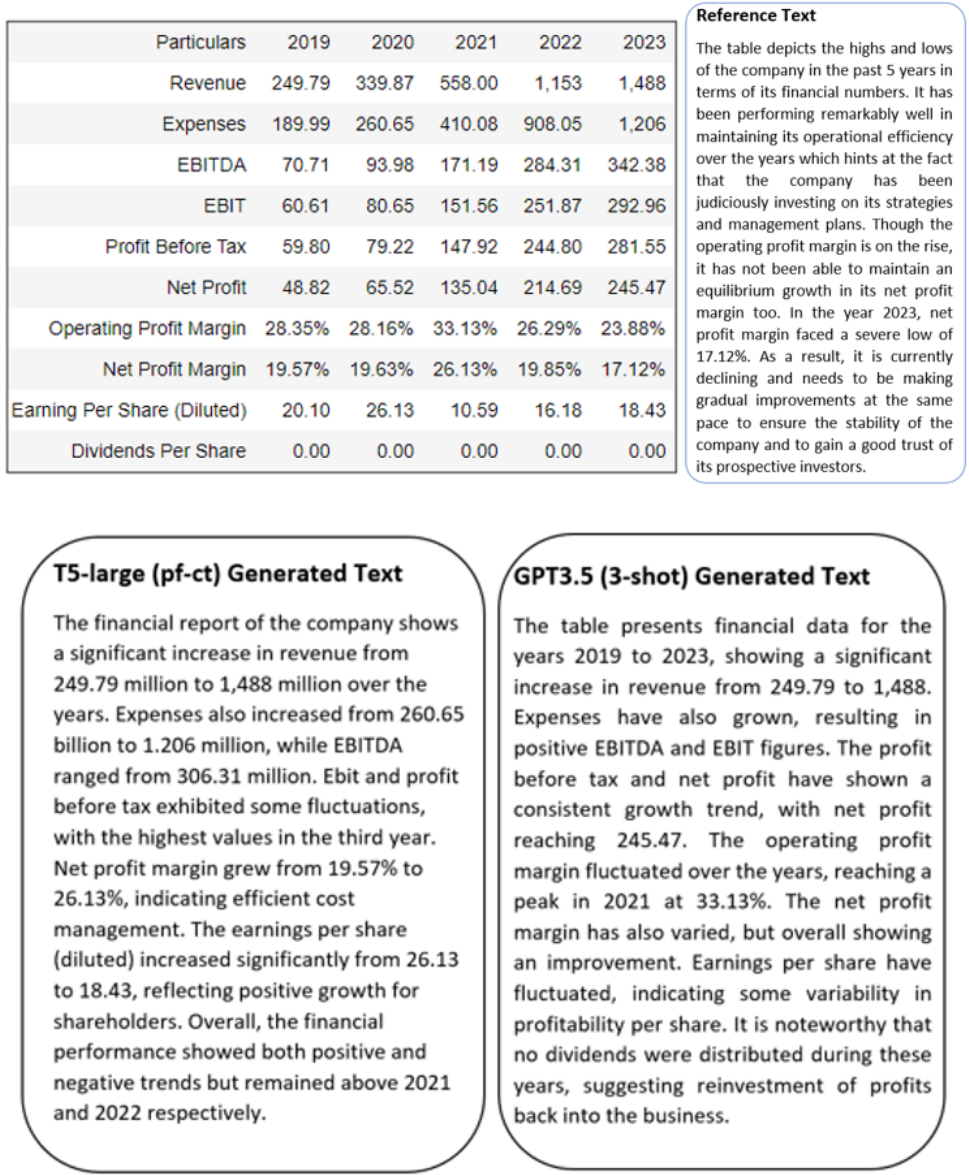 Particulars 2019 2020 2021 2022 2023
Revenue 249.79 339.87 558.00 1,153 1,488
Expenses 189.99 260.65 410.08 908.05 1,206
EBITDA 70.71 93.98 171.19 284.31 342.38
EBIT 60.61 80.65 151.56 251.87 292.96
Profit Before Tax 59.80 79.22 147.92 244.80 281.55
Net Profit 48.82 65.52 135.04 214.69 245.47
Operating Profit Margin 28.35% 28.16% 33.13% 26.29% 23.88%
Net Profit Margin 19.57% 19.63% 26.13% 19.85% 17.12%
Earning Per Share (Diluted) 20.10 26.13 10.59 16.18 18.43
Dividends Per Share 0.00 0.00 0.00 0.00 0.00
Reference Text
The table depicts the highs and lows
of the company in the past 5 years in
terms of its financial numbers. It has
been performing remarkably well in
maintaining its operational efficiency
over the years which hints at the fact
that the company has been
judiciously investing on its strategies
and management plans. Though the
operating profit margin is on the rise,
it has not been able to maintain an
equilibrium growth in its net profit
margin too. In the year 2023, net
profit margin faced a severe low of
17.12%. As a result, it is currently
declining and needs to be making
gradual improvements at the same
pace to ensure the stability of the
company and to gain a good trust of
its prospective investors.
T5-large (pf-ct) Generated Text
The financial report of the company shows
a significant increase in revenue from
249.79 million to 1,488 million over the
years. Expenses also increased from 260.65
billion to 1.206 million, while EBITDA
ranged from 306.31 million. Ebit and profit
before tax exhibited some fluctuations,
with the highest values in the third year.
Net profit margin grew from 19.57% to
26.13%, indicating efficient cost
management. The earnings per share
(diluted) increased significantly from 26.13
to 18.43, reflecting positive growth for
shareholders. Overall, the financial
performance showed both positive and
negative trends but remained above 2021
and 2022 respectively.
GPT3.5 (3-shot) Generated Text
The table presents financial data for the
years 2019 to 2023, showing a significant
increase in revenue from 249.79 to 1,488.
Expenses have also grown, resulting in
positive EBITDA and EBIT figures. The profit
before tax and net profit have shown a
consistent growth trend, with net profit
reaching 245.47. The operating profit
margin fluctuated over the years, reaching a
peak in 2021 at 33.13%. The net profit
margin has also varied, but overall showing
an improvement. Earnings per share have
fluctuated, indicating some variability in
profitability per share. It is noteworthy that
no dividends were distributed during these
years, suggesting reinvestment of profits
back into the business.